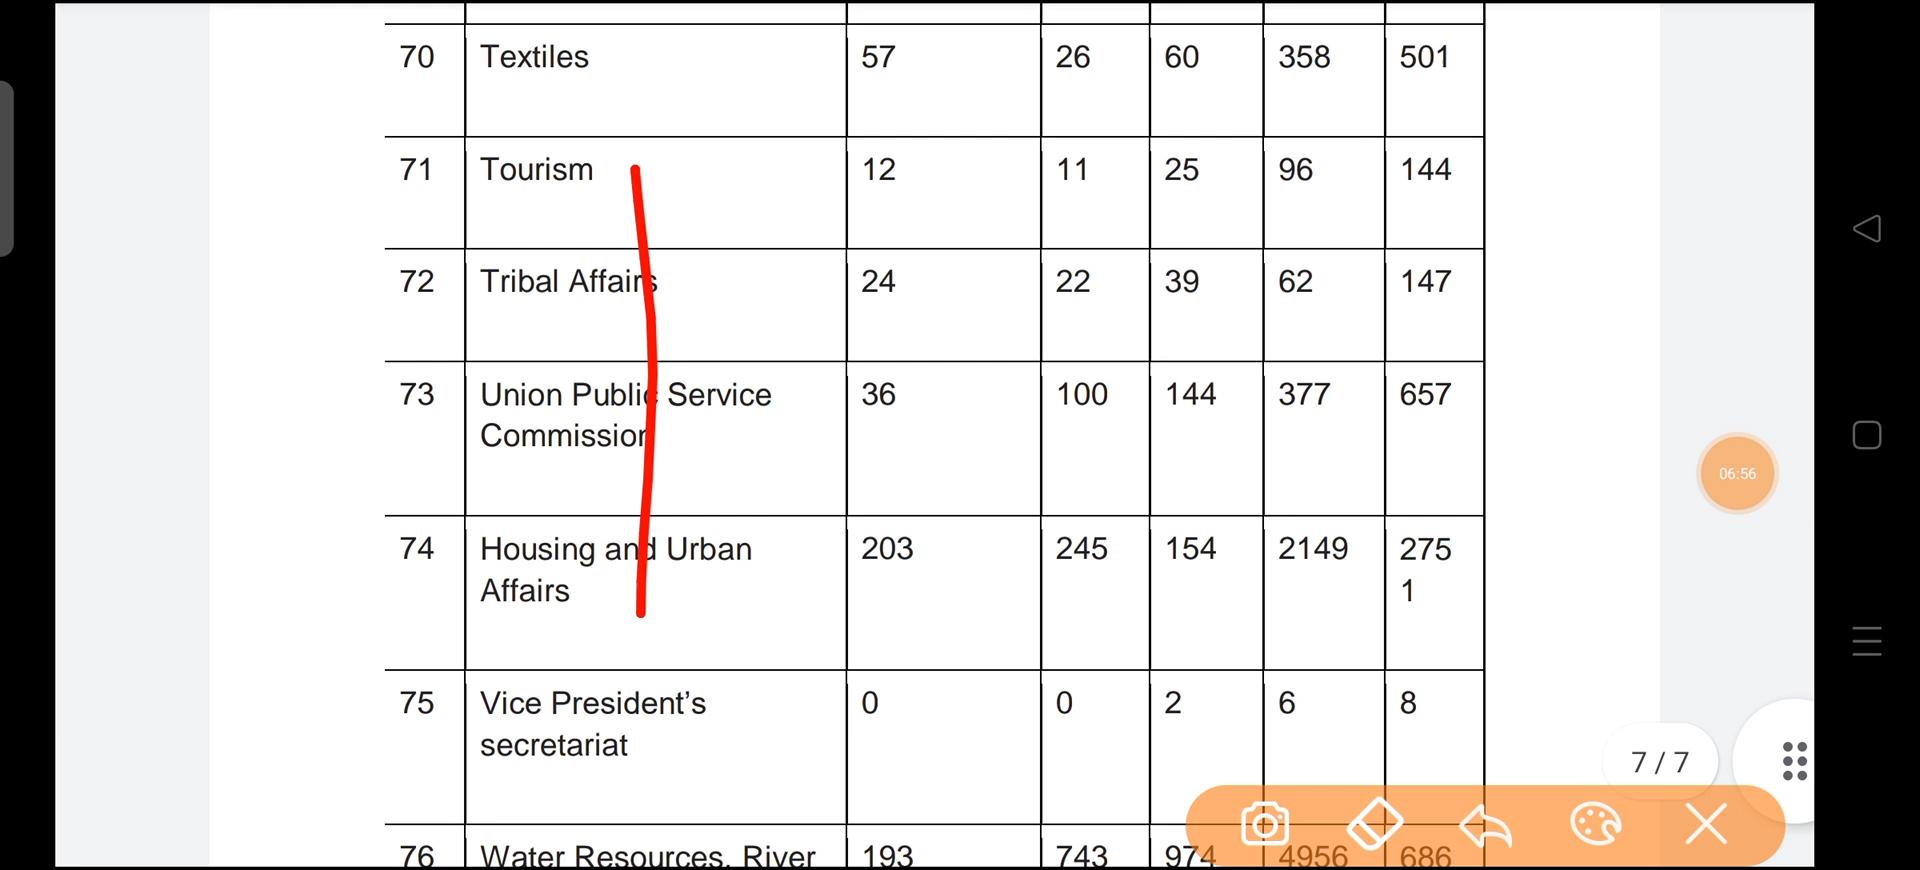 70 Textiles 57 26 60 358 501
71 Tourism 12 11 25 96 144
72 Tribal Affairs 24 22 39 62 147
73 Union Public Service 36 100 144 377 657
Commission
74 Housing and Urban 203 245 154 2149 275
Affairs 1
75 Vice President’s 0 0 2 6 8
secretariat
76 Water Resources, River 193 743 974 4956 686
06:56
7 / 7